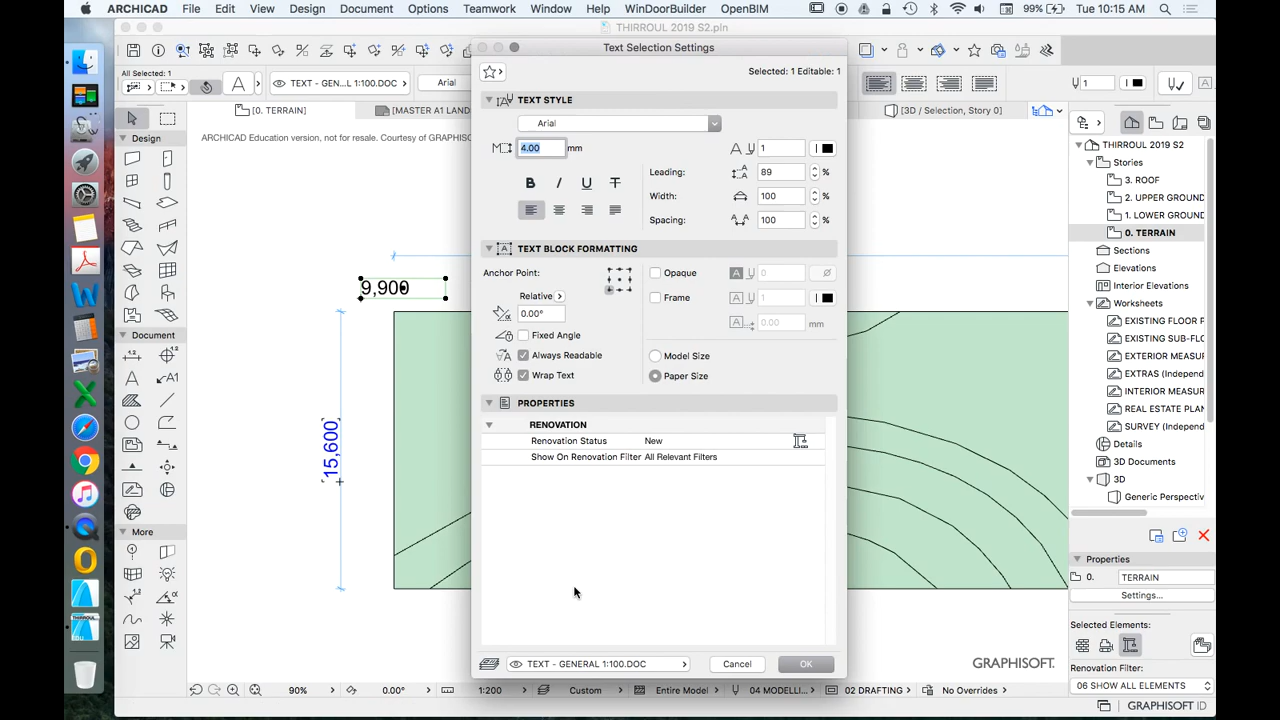 ARCHICAD File Edit View Design Document Options Teamwork Window Help WinDoorBuilder OpenBIM 99% Tue 10:15 AM
THIRROUL 2019 S2.pln
Text Selection Settings
Selected: 1 Editable: 1
All Selected: 1
TEXT - GEN...L 1:100.DOC
Arial
1
[0. TERRAIN]
[MASTER A1 LAND
[3D / Selection, Story 0]
ARCHICAD Education version, not for resale. Courtesy of GRAPHISO
TEXT STYLE
Arial
4.00 mm
1
B I U T
Leading: 89 %
Width: 100 %
Spacing: 100 %
TEXT BLOCK FORMATTING
Anchor Point:
Opaque 0
Relative
Frame 1
0.00°
0.00 mm
Fixed Angle
Always Readable
Model Size
Wrap Text
Paper Size
PROPERTIES
RENOVATION
Renovation Status New
Show On Renovation Filter All Relevant Filters
TEXT - GENERAL 1:100.DOC
Cancel
OK
9,900
15,600
Design
Document
More
THIRROUL 2019 S2
Stories
3. ROOF
2. UPPER GROUND
1. LOWER GROUND
0. TERRAIN
Sections
Elevations
Interior Elevations
Worksheets
EXISTING FLOOR P
EXISTING SUB-FLO
EXTERIOR MEASUR
EXTRAS (Independ
INTERIOR MEASUR
REAL ESTATE PLAN
SURVEY (Independ
Details
3D Documents
3D
Generic Perspectiv
Properties
0. TERRAIN
Settings...
Selected Elements:
Renovation Filter:
06 SHOW ALL ELEMENTS
GRAPHISOFT.
90% 0.00° 1:200 Custom Entire Model 04 MODEL... 02 DRAFTING No Overrides
GRAPHISOFT ID